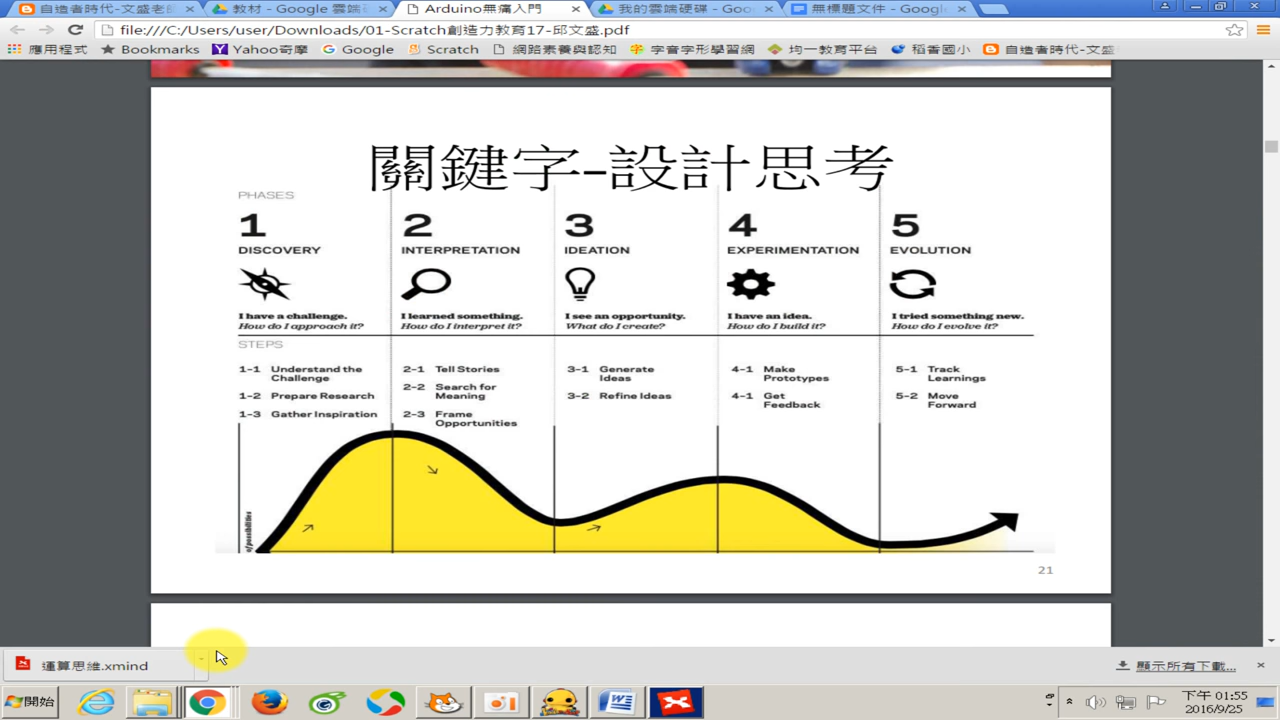 自造者時代-文盛老
教材 - Google 雲端硬
Arduino無痛入門
我的雲端硬碟 - Goo
無標題文件 - Google
file:///C:/Users/user/Downloads/01-Scratch創造力教育17-邱文盛.pdf
應用程式
Bookmarks
Yahoo奇摩
Google
Scratch
網路素養與認知
字音字形學習網
均一教育平台
稻香國小
自造者時代-文盛
關鍵字-設計思考
PHASES
1
DISCOVERY
I have a challenge.
How do I approach it?
2
INTERPRETATION
I learned something.
How do I interpret it?
3
IDEATION
I see an opportunity.
What do I create?
4
EXPERIMENTATION
I have an idea.
How do I build it?
5
EVOLUTION
I tried something new.
How do I evolve it?
STEPS
1-1 Understand the
Challenge
1-2 Prepare Research
1-3 Gather Inspiration
2-1 Tell Stories
2-2 Search for
Meaning
2-3 Frame
Opportunities
3-1 Generate
Ideas
3-2 Refine Ideas
4-1 Make
Prototypes
4-1 Get
Feedback
5-1 Track
Learnings
5-2 Move
Forward
of possibilities
21
運算思維.xmind
顯示所有下載...
開始
下午 01:55
2016/9/25